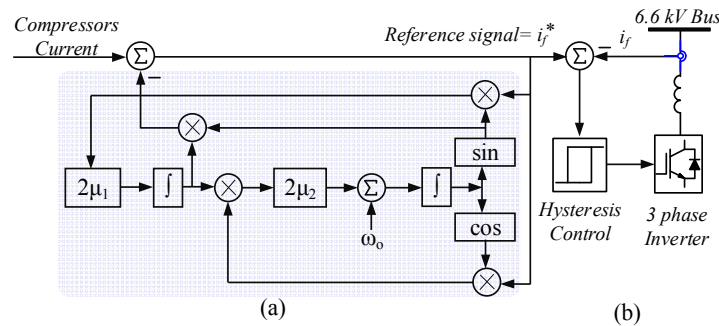 Compressors
Current
Reference signal= i_f*
6.6 kV Bus
i_f
Σ
Σ
−
−
×
×
sin
2μ₁
∫
×
2μ₂
Σ
∫
ω₀
cos
×
Hysteresis
Control
3 phase
Inverter
(a)
(b)